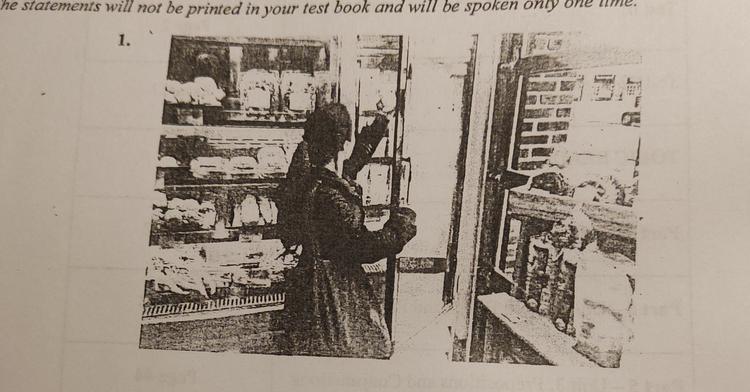 he statements will not be printed in your test book and will be spoken only one time.
1.